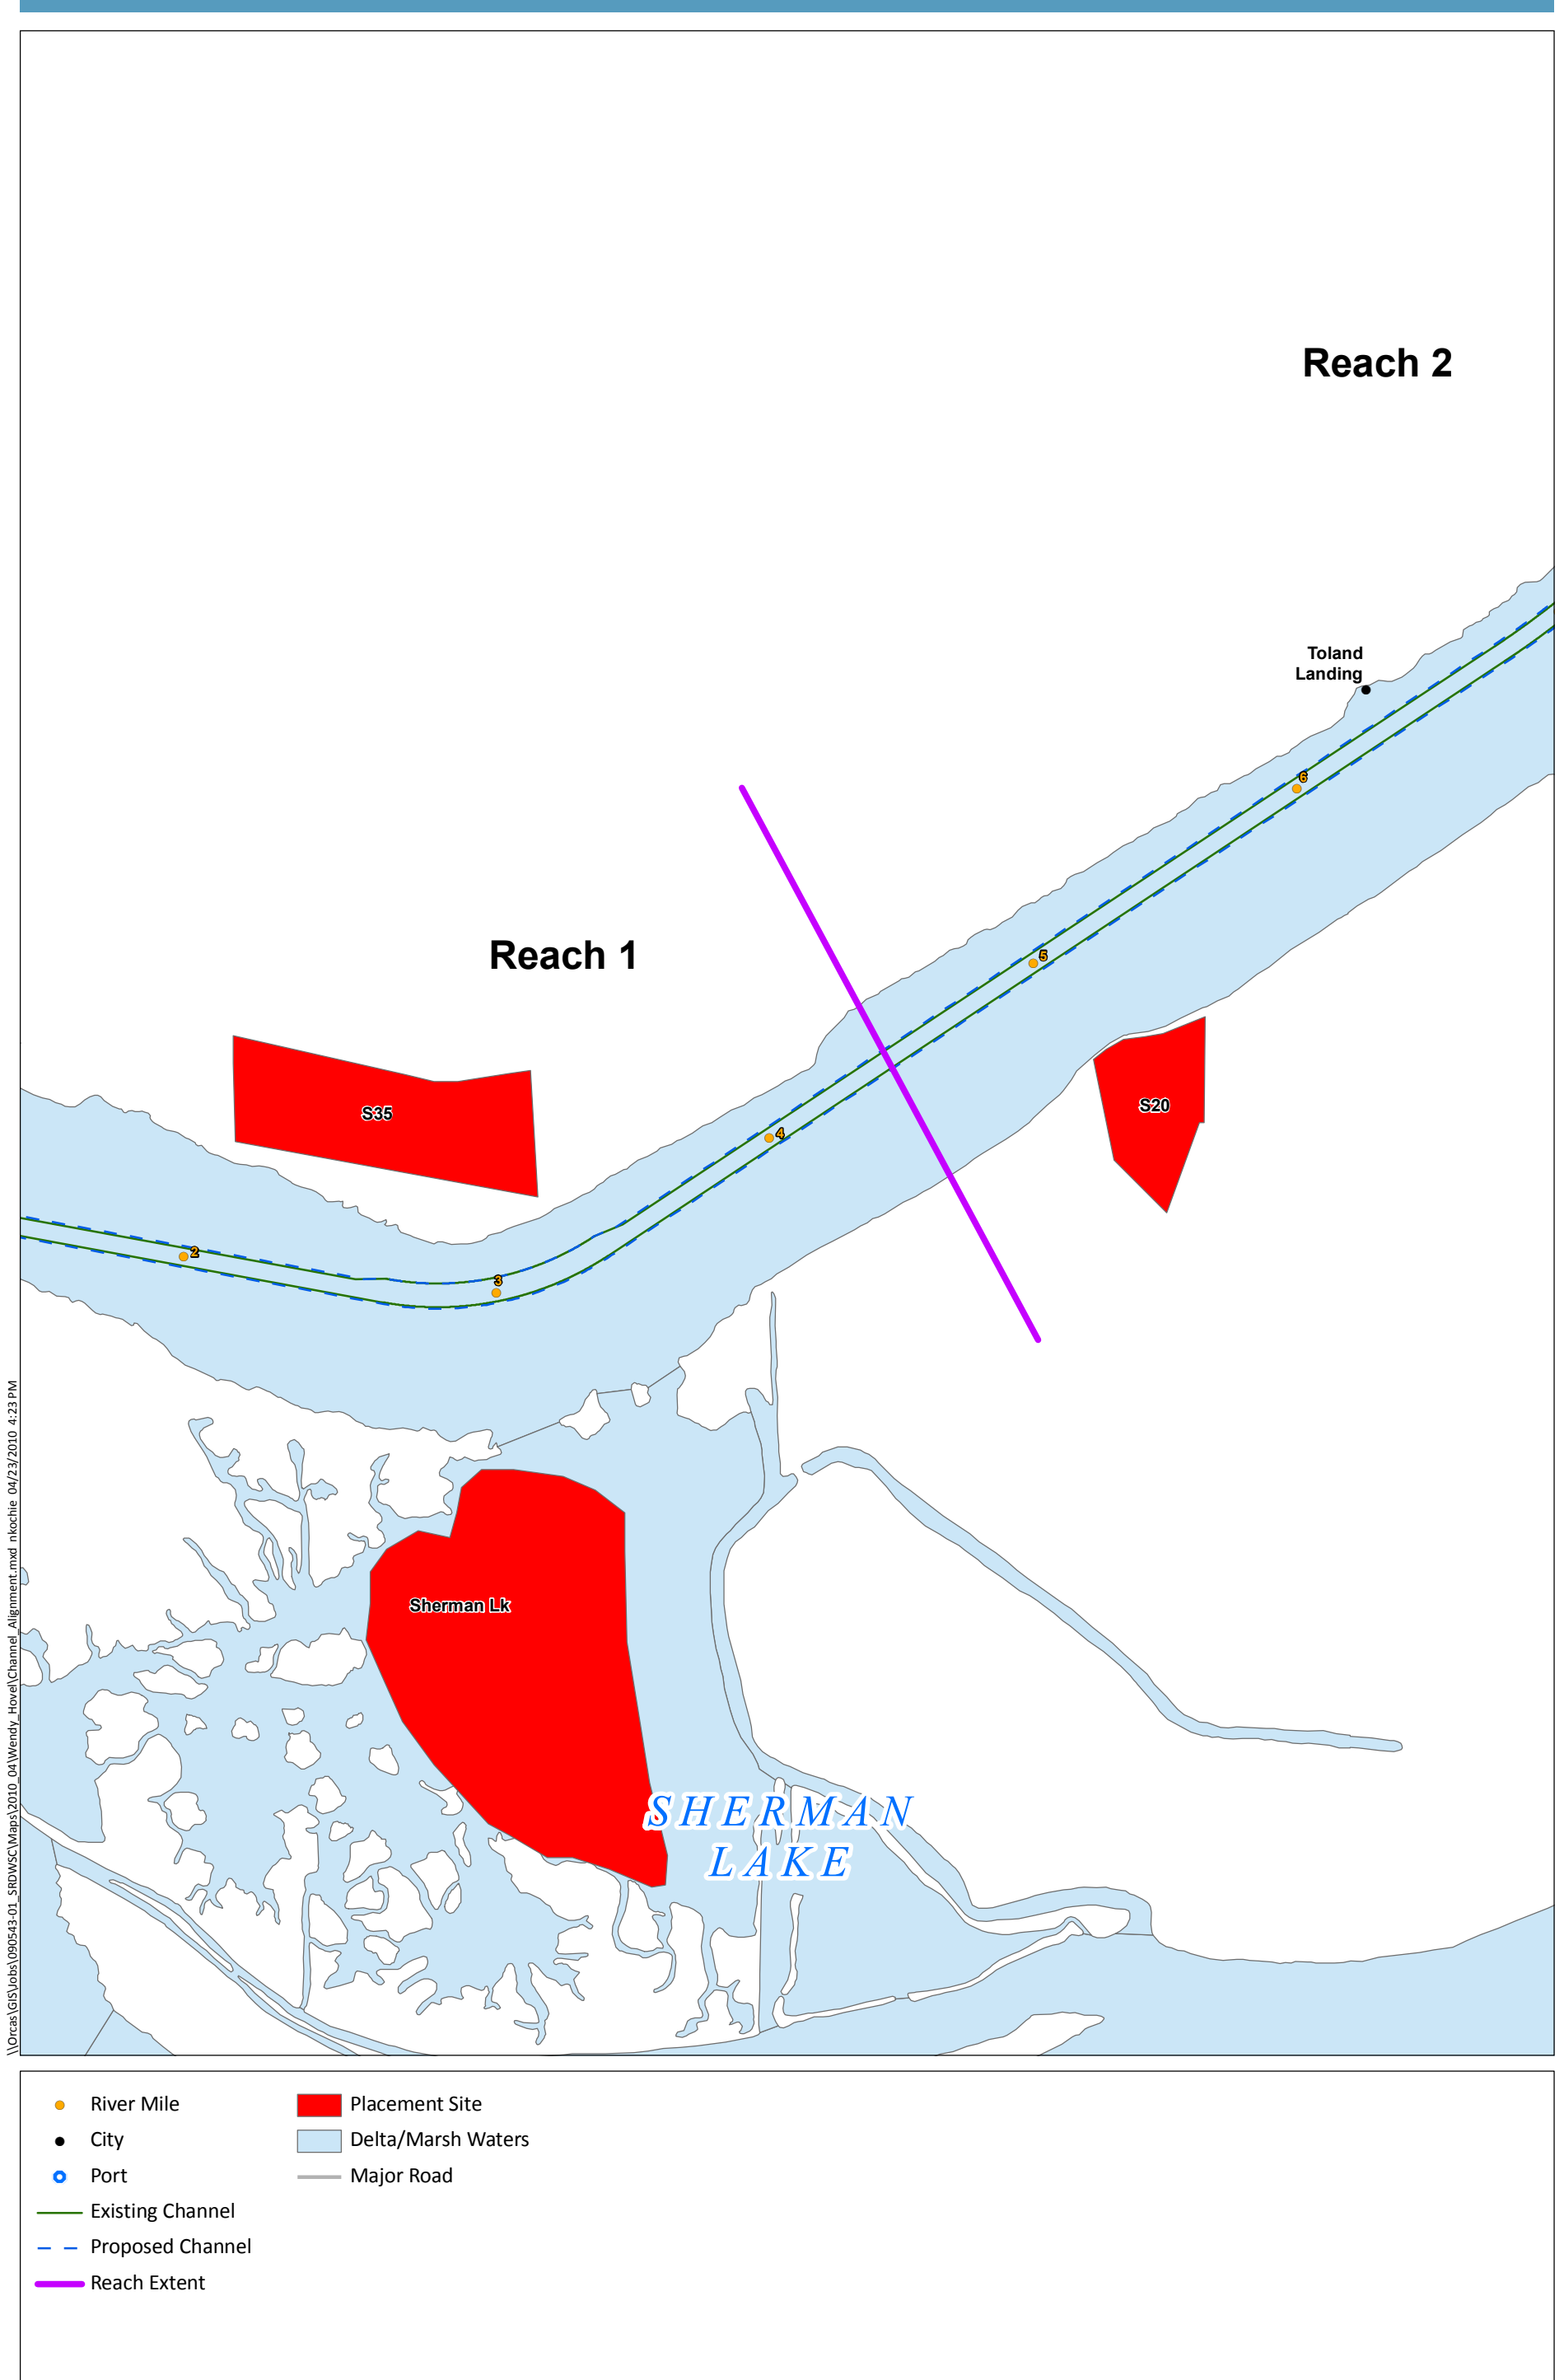 Reach 2
Toland
Landing
6
Reach 1
5
S35
S20
4
2
3
Sherman Lk
SHERMAN
LAKE
\\Orcas\GIS\Jobs\090543-01_SRDWSC\Maps\2010_04\Wendy_Hovel\Channel_Alignment.mxd nkochie 04/23/2010 4:23 PM
River Mile
City
Port
Existing Channel
Proposed Channel
Reach Extent
Placement Site
Delta/Marsh Waters
Major Road